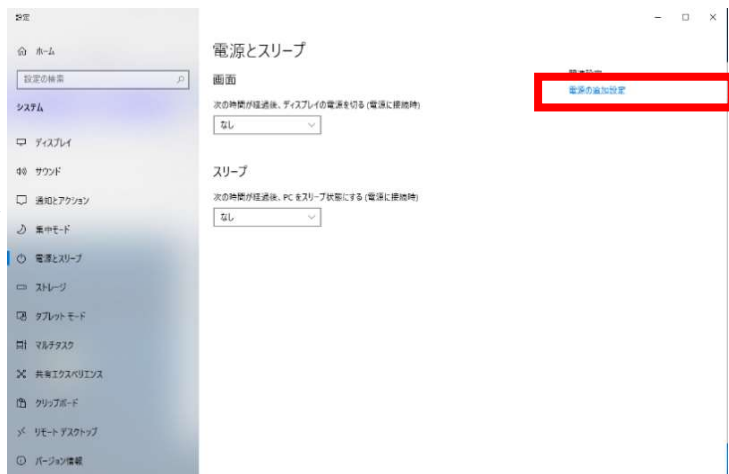 設定
ホーム
設定の検索
システム
ディスプレイ
サウンド
通知とアクション
集中モード
電源とスリープ
ストレージ
タブレット モード
マルチタスク
共有エクスペリエンス
クリップボード
リモート デスクトップ
バージョン情報
電源とスリープ
画面
次の時間が経過後、ディスプレイの電源を切る (電源に接続時)
なし
スリープ
次の時間が経過後、PC をスリープ状態にする (電源に接続時)
なし
電源の追加設定